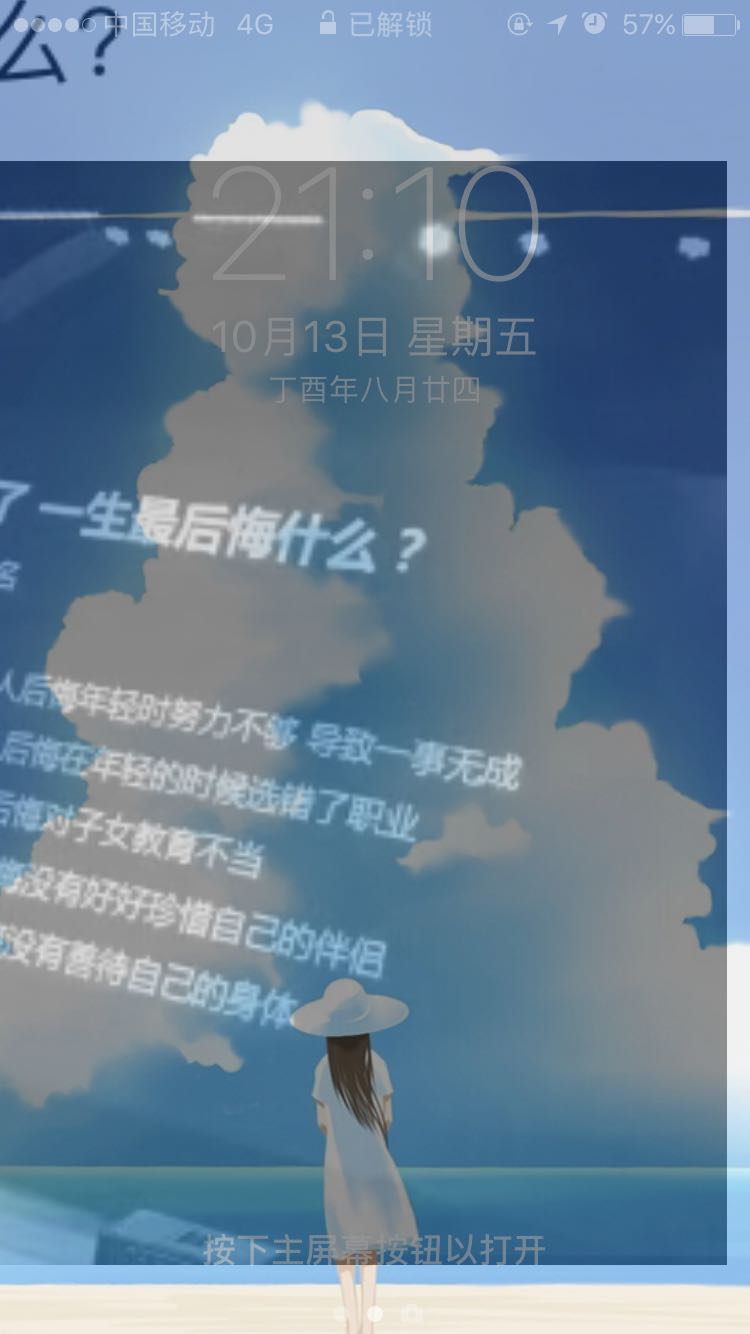 么？
中国移动 4G 已解锁 57%
21:10
10月13日 星期五
丁酉年八月廿四
了 一生最后悔什么？
名
人后悔年轻时努力不够 导致一事无成
后悔在年轻的时候选错了职业
后悔对子女教育不当
悔没有好好珍惜自己的伴侣
没有善待自己的身体
按下主屏幕按钮以打开